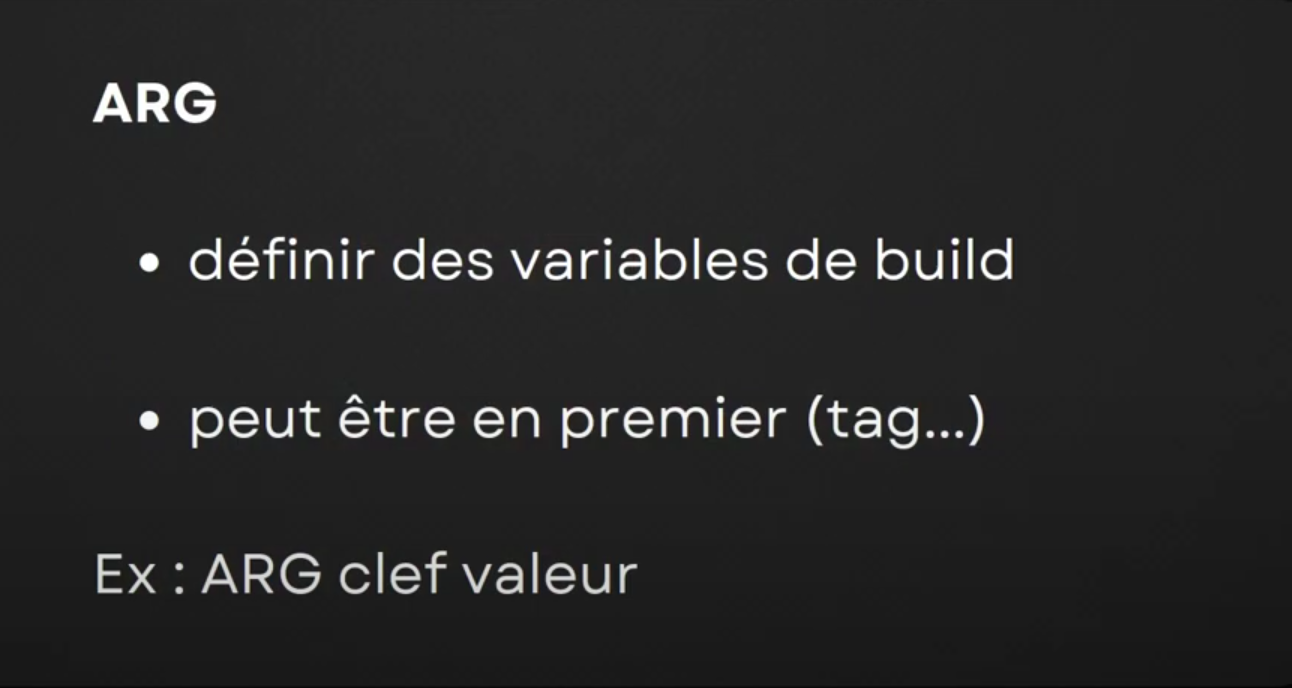 ARG
• définir des variables de build
• peut être en premier (tag...)
Ex : ARG clef valeur